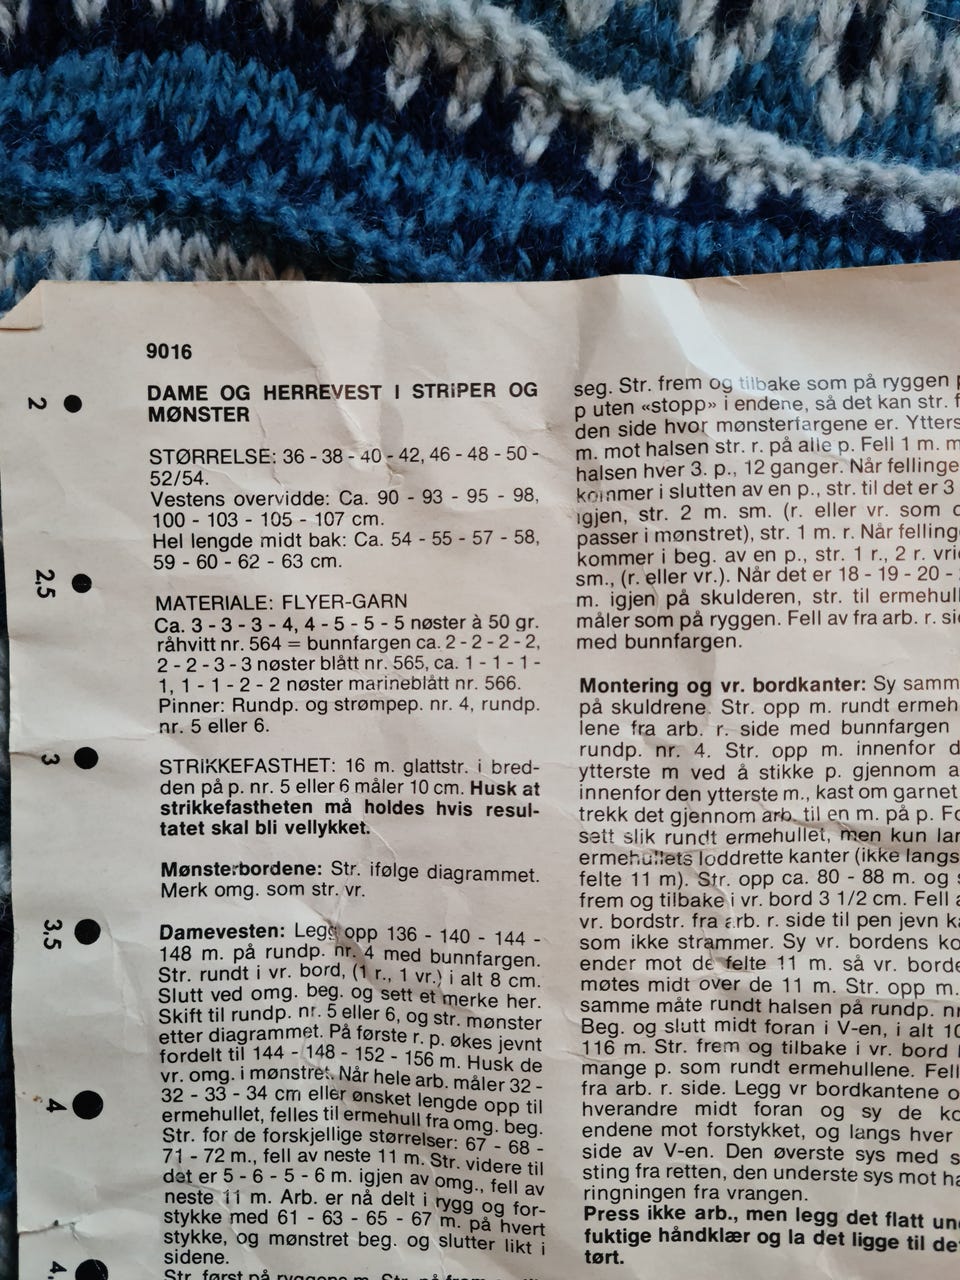 9016
DAME OG HERREVEST I STRIPER OG
MØNSTER
STØRRELSE: 36 - 38 - 40 - 42, 46 - 48 - 50 -
52/54.
Vestens overvidde: Ca. 90 - 93 - 95 - 98,
100 - 103 - 105 - 107 cm.
Hel lengde midt bak: Ca. 54 - 55 - 57 - 58,
59 - 60 - 62 - 63 cm.
MATERIALE: FLYER-GARN
Ca. 3 - 3 - 3 - 4, 4 - 5 - 5 - 5 nøster à 50 gr.
råhvitt nr. 564 = bunnfargen ca. 2 - 2 - 2 - 2,
2 - 2 - 3 - 3 nøster blått nr. 565, ca. 1 - 1 - 1 -
1, 1 - 1 - 2 - 2 nøster marineblått nr. 566.
Pinner: Rundp. og strømpep. nr. 4, rundp.
nr. 5 eller 6.
STRIKKEFASTHET: 16 m. glattstr. i bred-
den på p. nr. 5 eller 6 måler 10 cm. Husk at
strikkefastheten må holdes hvis resul-
tatet skal bli vellykket.
Mønsterbordene: Str. ifølge diagrammet.
Merk omg. som str. vr.
Damevesten: Legg opp 136 - 140 - 144 -
148 m. på rundp. nr. 4 med bunnfargen.
Str. rundt i vr. bord, (1 r., 1 vr.) i alt 8 cm.
Slutt ved omg. beg. og sett et merke her.
Skift til rundp. nr. 5 eller 6, og str. mønster
etter diagrammet. På første r. p. økes jevnt
fordelt til 144 - 148 - 152 - 156 m. Husk de
vr. omg. i mønstret. Når hele arb. måler 32 -
32 - 33 - 34 cm eller ønsket lengde opp til
ermehullet, felles til ermehull fra omg. beg.
Str. for de forskjellige størrelser: 67 - 68 -
71 - 72 m., fell av neste 11 m. Str. videre til
det er 5 - 6 - 5 - 6 m. igjen av omg., fell av
neste 11 m. Arb. er nå delt i rygg og for-
stykke med 61 - 63 - 65 - 67 m. på hvert
stykke, og mønstret beg. og slutter likt i
sidene.
Str. først på ryggens m. Str. på
seg. Str. frem og tilbake som på ryggen
p uten «stopp» i endene, så det kan str.
den side hvor mønsterfargene er.
m. mot halsen str. r. på alle p. Fell 1 m.
halsen hver 3. p., 12 ganger. Når
kommer i slutten av en p., str. til det er 3
igjen, str. 2 m. sm. (r. eller vr. som
passer i mønstret), str. 1 m. r. Når
kommer i beg. av en p., str. 1 r., 2 r.
sm., (r. eller vr.). Når det er 18 - 19 - 20 -
m. igjen på skulderen, str. til
måler som på ryggen. Fell av fra arb. r.
med bunnfargen.
Montering og vr. bordkanter: Sy
på skuldrene. Str. opp m. rundt
lene fra arb. r. side med bunnfargen
rundp. nr. 4. Str. opp m. innenfor
ytterste m ved å stikke p. gjennom
innenfor den ytterste m., kast om garnet
trekk det gjennom arb. til en m. på p.
sett slik rundt ermehullet, men kun
ermehullets loddrette kanter (ikke langs
felte 11 m). Str. opp ca. 80 - 88 m. og
frem og tilbake i vr. bord 3 1/2 cm. Fell
vr. bordstr. fra arb. r. side til pen jevn
som ikke strammer. Sy vr. bordens
ender mot de felte 11 m. så vr.
møtes midt over de 11 m. Str. opp m.
samme måte rundt halsen på rundp.
Beg. og slutt midt foran i V-en, i alt
116 m. Str. frem og tilbake i vr. bord
mange p. som rundt ermehullene.
fra arb. r. side. Legg vr bordkantene
hverandre midt foran og sy de
endene mot forstykket, og langs hver
side av V-en. Den øverste sys med
sting fra retten, den underste sys mot
ringningen fra vrangen.
Press ikke arb., men legg det flatt
fuktige håndklær og la det ligge til
tørt.
2
2,5
3
3,5
4
4,